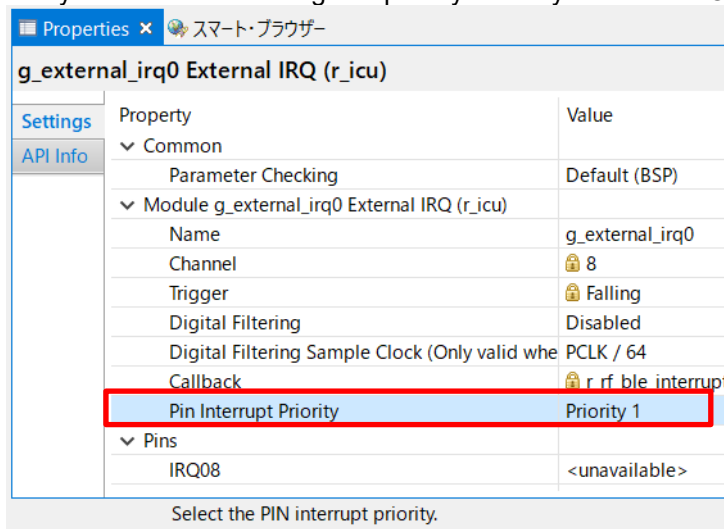 Properties × スマート・ブラウザー
g_external_irq0 External IRQ (r_icu)
Settings
API Info
Property Value
Common
Parameter Checking Default (BSP)
Module g_external_irq0 External IRQ (r_icu)
Name g_external_irq0
Channel 8
Trigger Falling
Digital Filtering Disabled
Digital Filtering Sample Clock (Only valid whe PCLK / 64
Callback r_rf_ble_interrupt
Pin Interrupt Priority Priority 1
Pins
IRQ08 <unavailable>
Select the PIN interrupt priority.